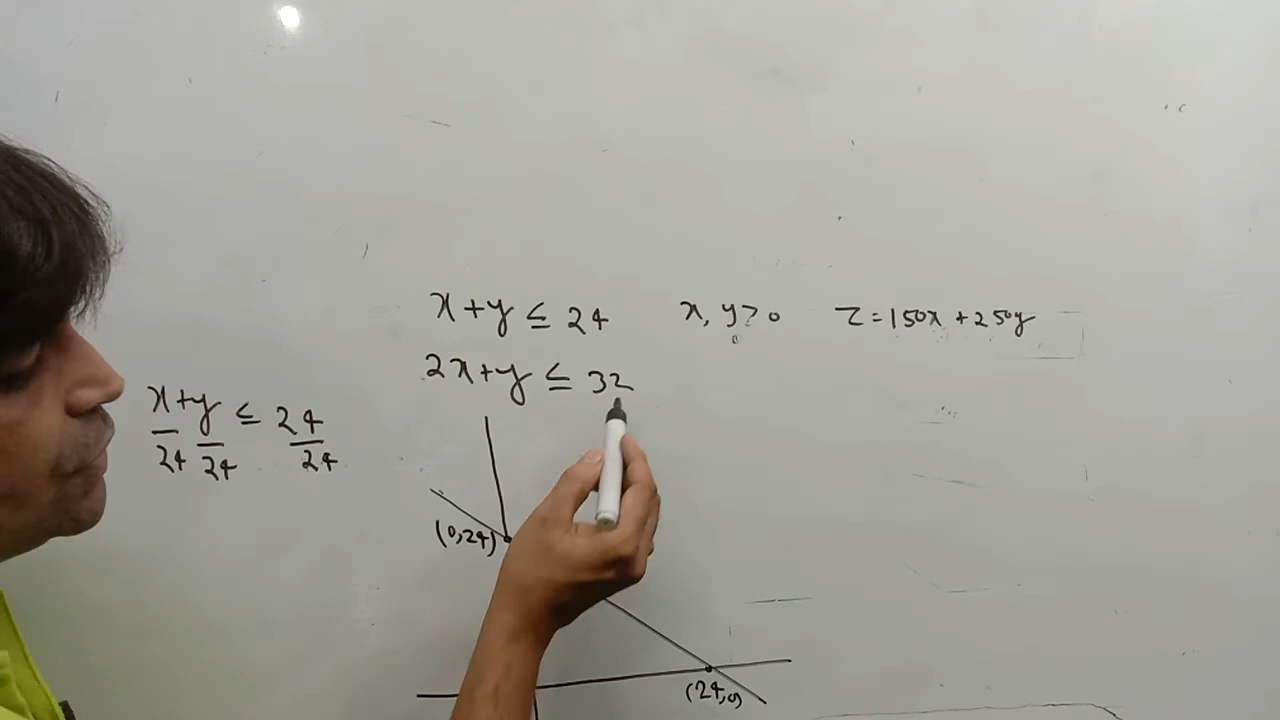 x+y ≤ 24 x, y ≥ 0 z=150x+250y
2x+y ≤ 32
x+y ≤ 24
24 24 24
(0,24)
(24,0)